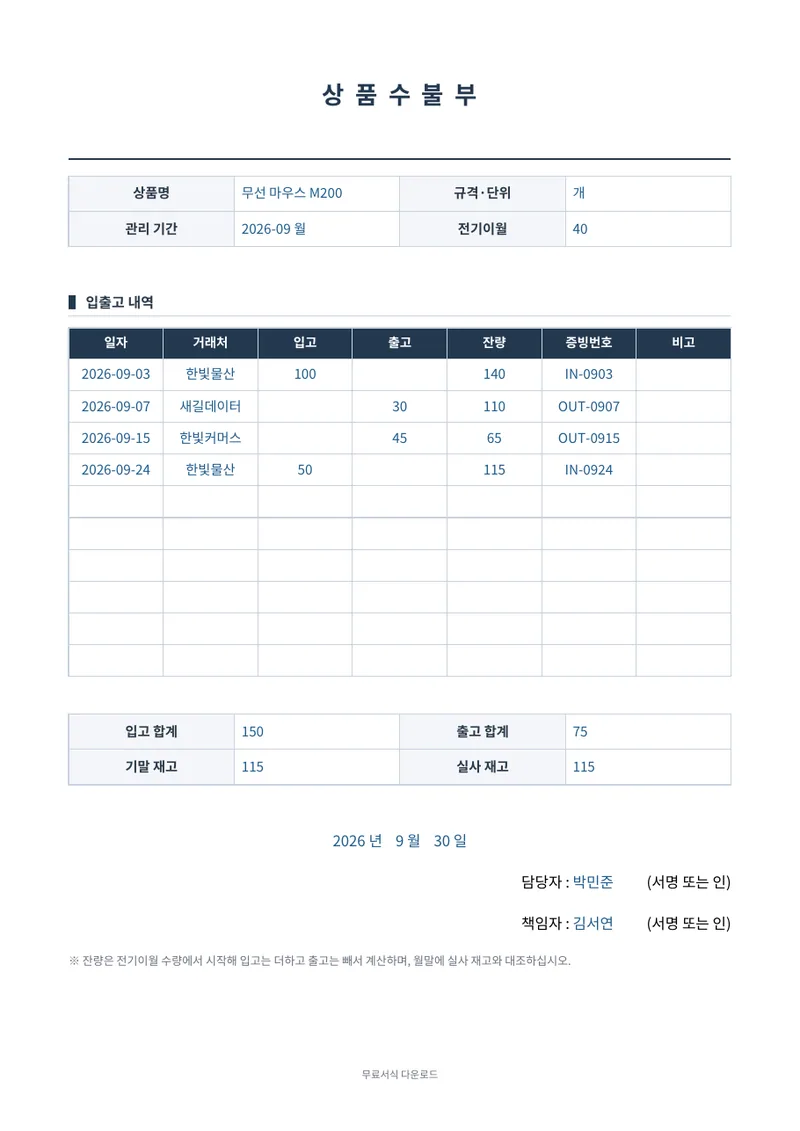 상 품 수 불 부
상품명 무선 마우스 M200 규격·단위 개
관리 기간 2026-09 월 전기이월 40
입출고 내역
일자 거래처 입고 출고 잔량 증빙번호 비고
2026-09-03 한빛물산 100 140 IN-0903
2026-09-07 새길데이터 30 110 OUT-0907
2026-09-15 한빛커머스 45 65 OUT-0915
2026-09-24 한빛물산 50 115 IN-0924
입고 합계 150 출고 합계 75
기말 재고 115 실사 재고 115
2026 년 9 월 30 일
담당자 : 박민준 (서명 또는 인)
책임자 : 김서연 (서명 또는 인)
※ 잔량은 전기이월 수량에서 시작해 입고는 더하고 출고는 빼서 계산하며, 월말에 실사 재고와 대조하십시오.
무료서식 다운로드